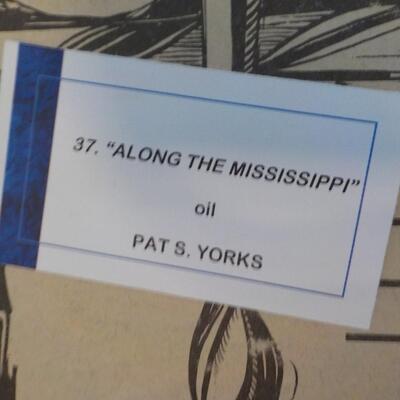 37. "ALONG THE MISSISSIPPI"
oil
PAT S. YORKS